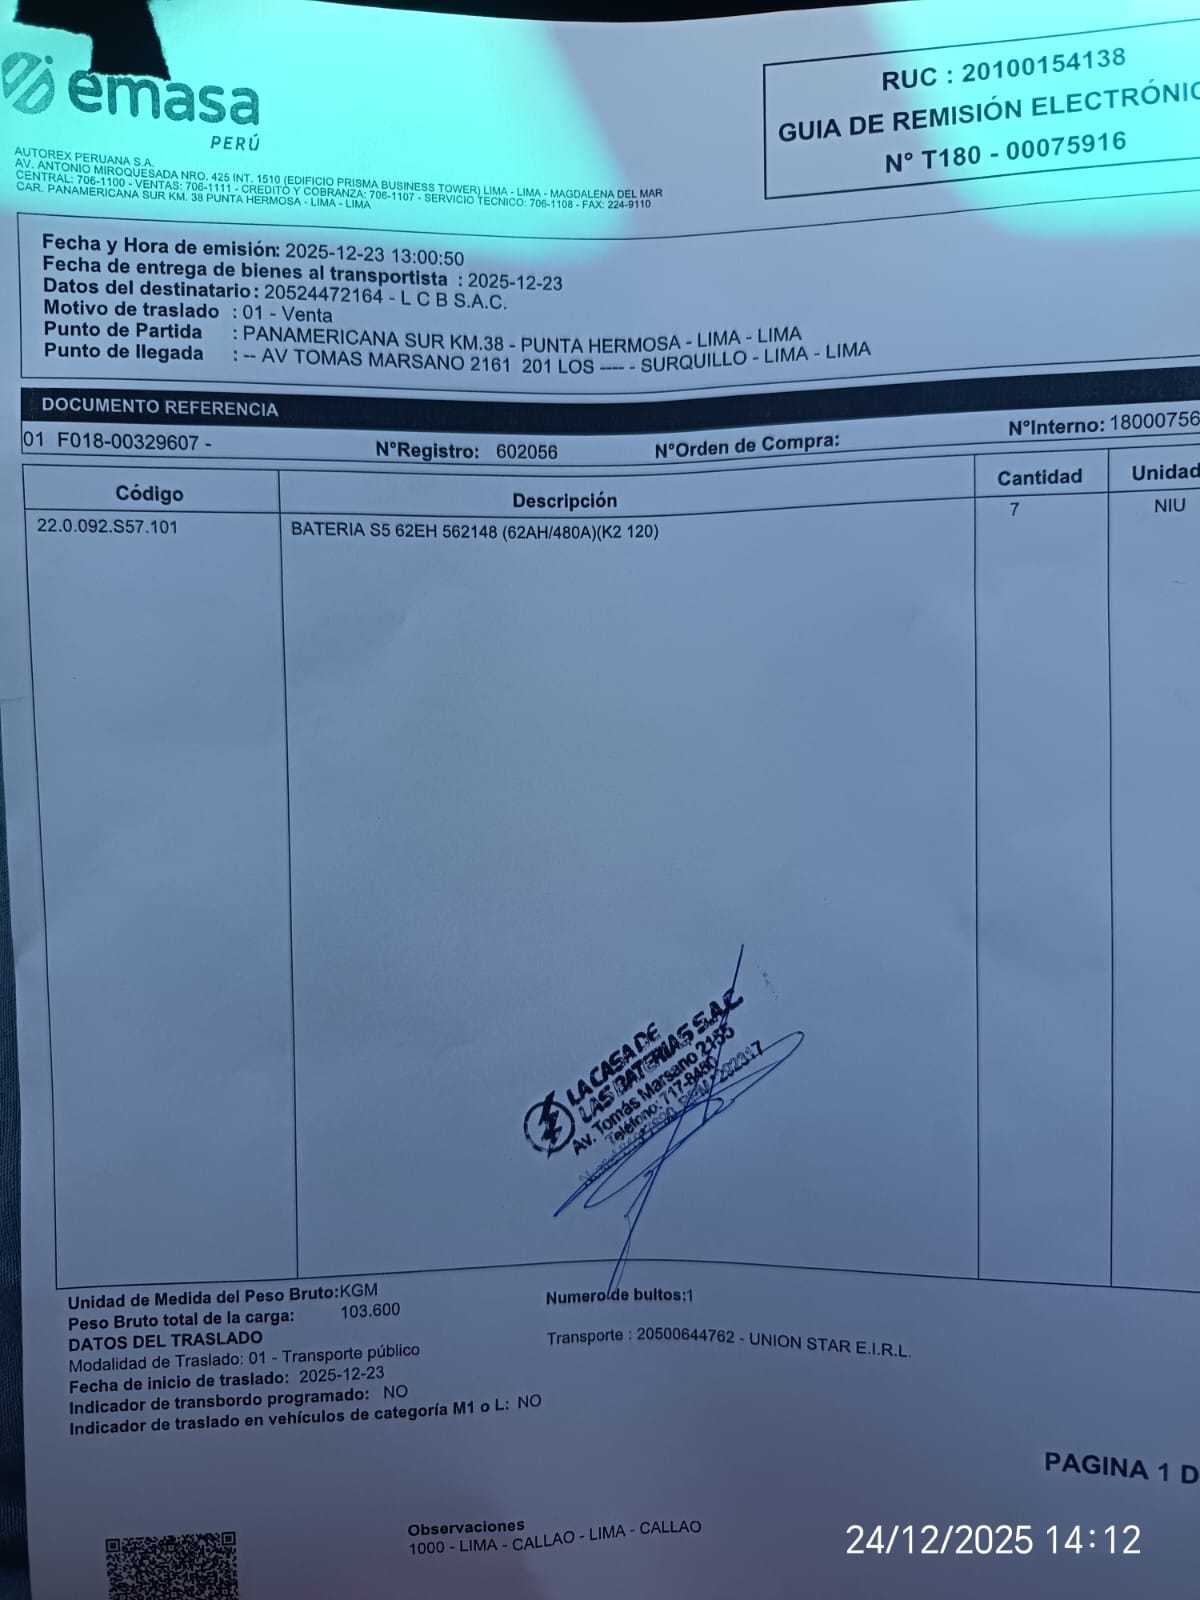 emasa
PERÚ
RUC : 20100154138
GUIA DE REMISIÓN ELECTRÓNIC
N° T180 - 00075916
AUTOREX PERUANA S.A.
AV. ANTONIO MIROQUESADA NRO. 425 INT. 1510 (EDIFICIO PRISMA BUSINESS TOWER) LIMA - LIMA - MAGDALENA DEL MAR
CENTRAL: 706-1100 - VENTAS: 706-1111 - CREDITO Y COBRANZA: 706-1107 - SERVICIO TECNICO: 706-1108 - FAX: 224-9110
CAR. PANAMERICANA SUR KM. 38 PUNTA HERMOSA - LIMA - LIMA
Fecha y Hora de emisión: 2025-12-23 13:00:50
Fecha de entrega de bienes al transportista : 2025-12-23
Datos del destinatario : 20524472164 - L C B S.A.C.
Motivo de traslado : 01 - Venta
Punto de Partida : PANAMERICANA SUR KM.38 - PUNTA HERMOSA - LIMA - LIMA
Punto de llegada : -- AV TOMAS MARSANO 2161 201 LOS ---- - SURQUILLO - LIMA - LIMA
DOCUMENTO REFERENCIA
01 F018-00329607 - N°Registro: 602056 N°Orden de Compra: N°Interno: 18000756
Código Descripción Cantidad Unidad
22.0.092.S57.101 BATERIA S5 62EH 562148 (62AH/480A)(K2 120) 7 NIU
LA CASA DE
LAS BATERIAS S.A.C
Av. Tomás Marsano 2155
Teléfono: 717-8480
Unidad de Medida del Peso Bruto:KGM
Peso Bruto total de la carga: 103.600
Numero de bultos:1
DATOS DEL TRASLADO
Modalidad de Traslado: 01 - Transporte público
Transporte : 20500644762 - UNION STAR E.I.R.L.
Fecha de inicio de traslado: 2025-12-23
Indicador de transbordo programado: NO
Indicador de traslado en vehículos de categoría M1 o L: NO
PAGINA 1 D
Observaciones
1000 - LIMA - CALLAO - LIMA - CALLAO
24/12/2025 14:12